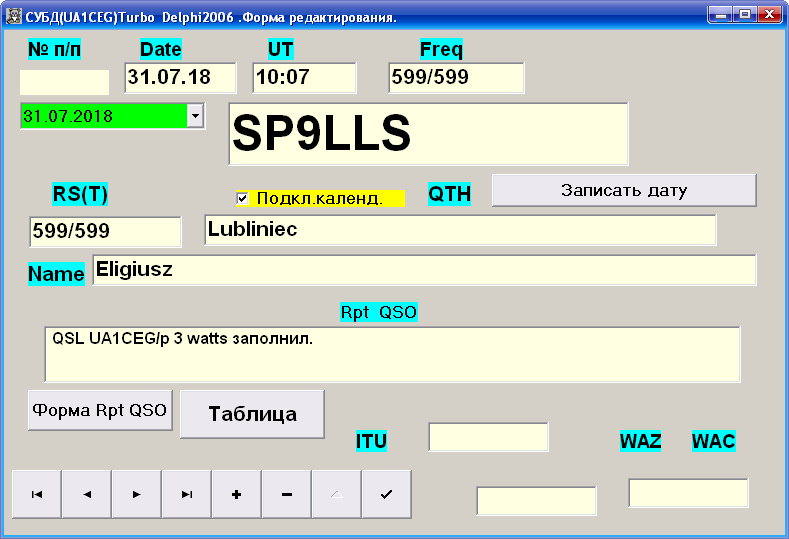 СУБД(UA1CEG)Turbo Delphi2006 .Форма редактирования.
№ п/п Date UT Freq
31.07.18 10:07 599/599
31.07.2018
SP9LLS
RS(T) Подкл.календ. QTH Записать дату
599/599 Lubliniec
Name Eligiusz
Rpt QSO
QSL UA1CEG/p 3 watts заполнил.
Форма Rpt QSO Таблица
ITU WAZ WAC